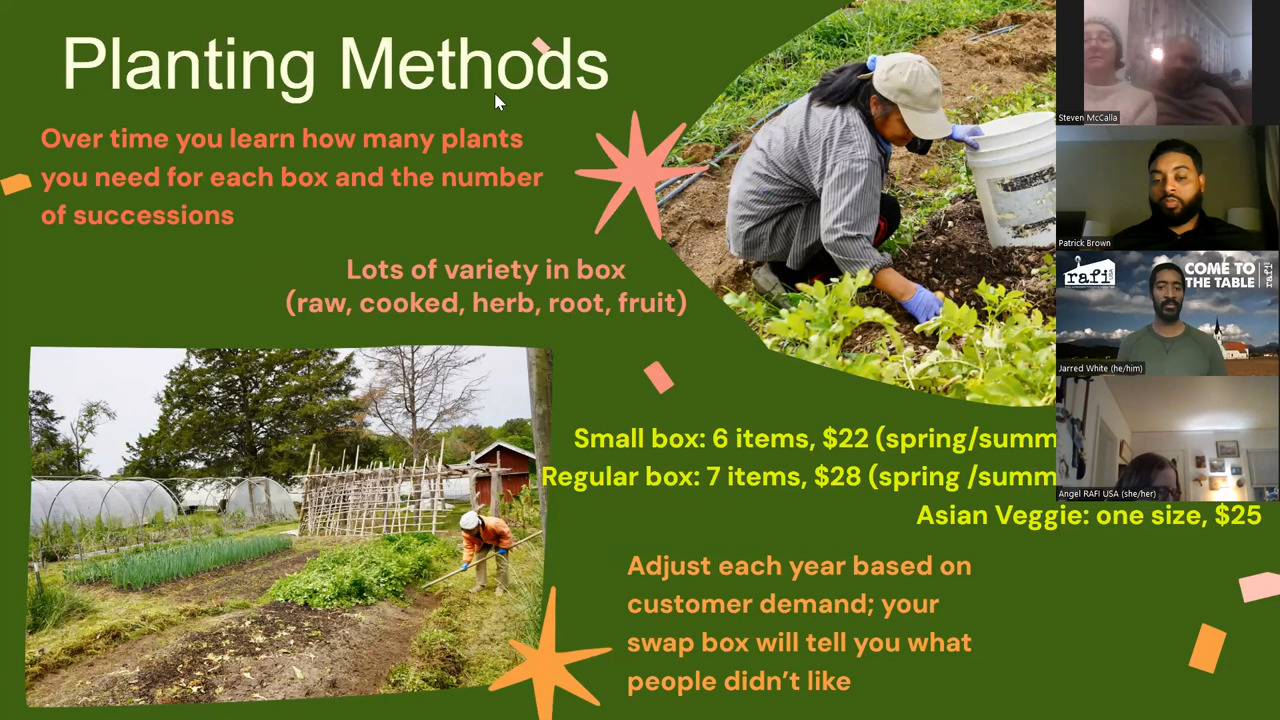 Planting Methods
Over time you learn how many plants
you need for each box and the number
of successions
Lots of variety in box
(raw, cooked, herb, root, fruit)
Small box: 6 items, $22 (spring/summ
Regular box: 7 items, $28 (spring /summ
Asian Veggie: one size, $25
Adjust each year based on
customer demand; your
swap box will tell you what
people didn't like
Steven McCalla
Patrick Brown
rafi
USA
COME TO
THE TABLE
rafi
Jarred White (he/him)
Angel RAFI USA (she/her)